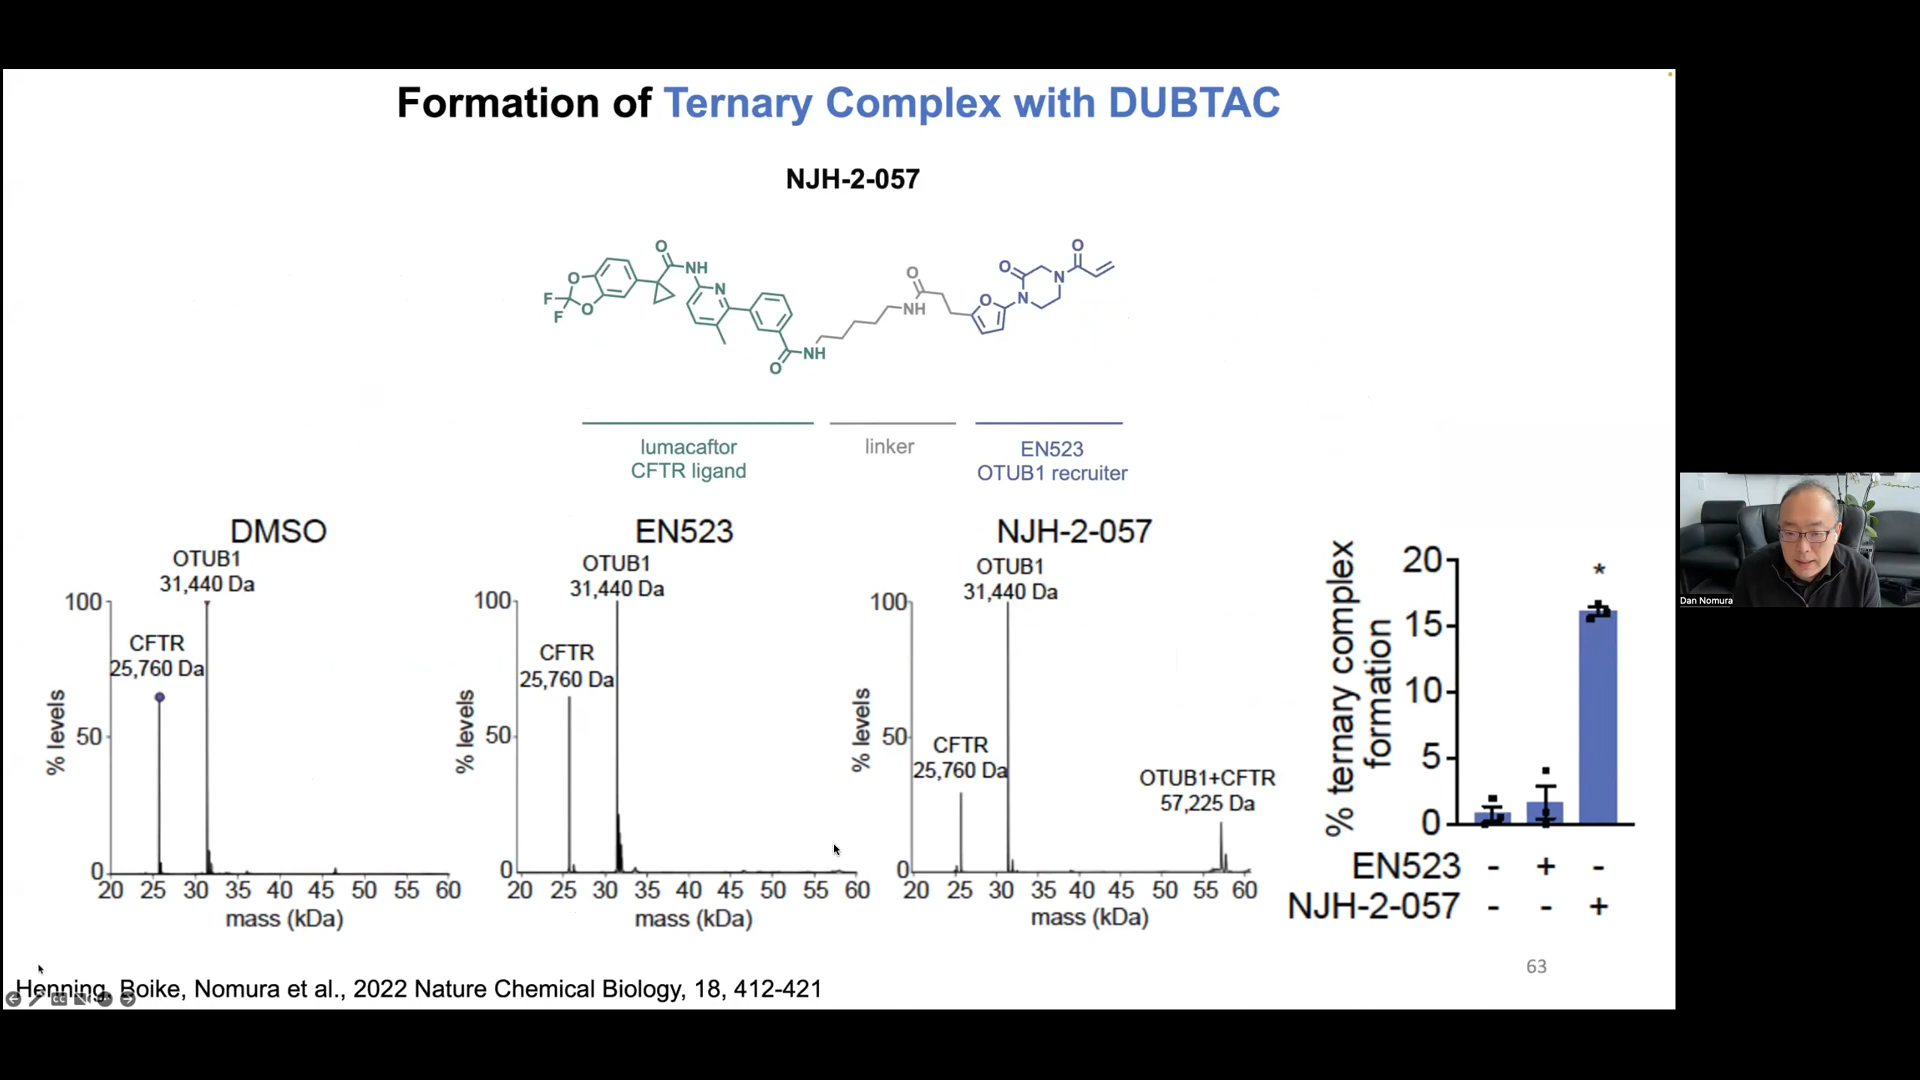 Formation of Ternary Complex with DUBTAC
NJH-2-057
O
NH
O
O
F
F
N
O
NH
O
NH
O
O
N
N
O
lumacaftor
CFTR ligand
linker
EN523
OTUB1 recruiter
DMSO
OTUB1
31,440 Da
CFTR
25,760 Da
% levels
100
50
0
20 25 30 35 40 45 50 55 60
mass (kDa)
EN523
OTUB1
31,440 Da
CFTR
25,760 Da
% levels
100
50
0
20 25 30 35 40 45 50 55 60
mass (kDa)
NJH-2-057
OTUB1
31,440 Da
CFTR
25,760 Da
OTUB1+CFTR
57,225 Da
% levels
100
50
0
20 25 30 35 40 45 50 55 60
mass (kDa)
% ternary complex
formation
20
15
10
5
0
*
EN523 - + -
NJH-2-057 - - +
63
Henning, Boike, Nomura et al., 2022 Nature Chemical Biology, 18, 412-421
Dan Nomura